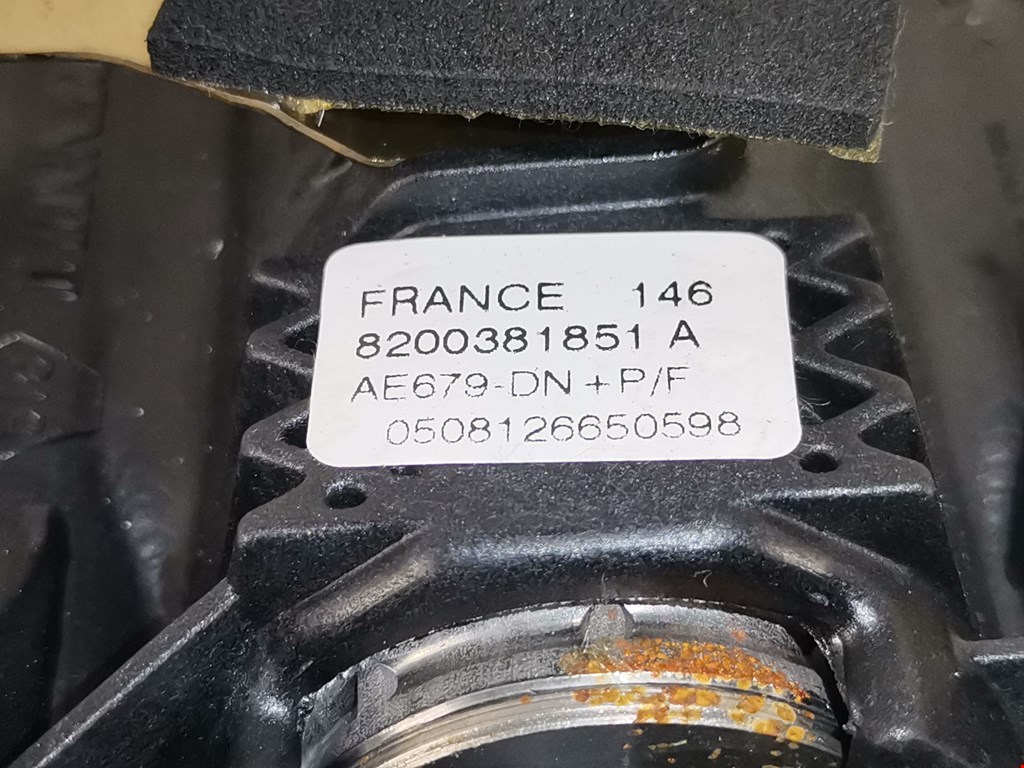 FRANCE 146
8200381851 A
AE679-DN+P/F
0508126650598